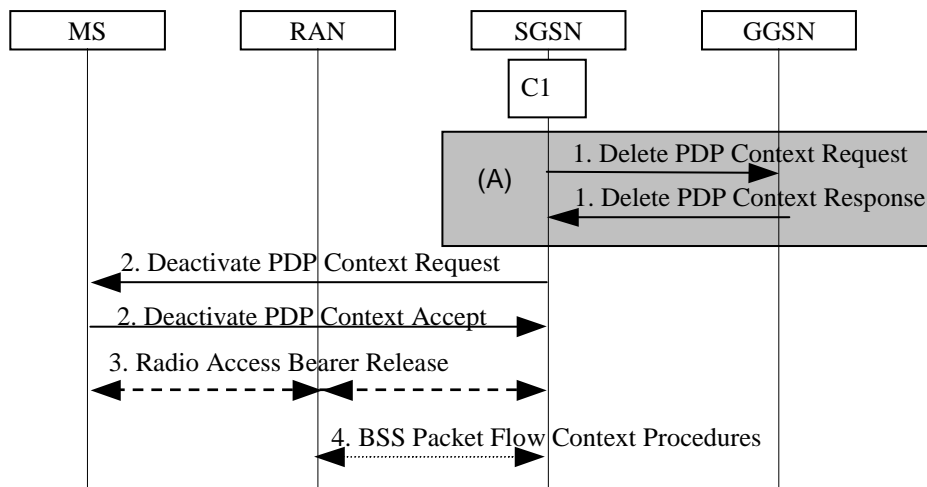 MS RAN SGSN GGSN
C1
1. Delete PDP Context Request
(A)
1. Delete PDP Context Response
2. Deactivate PDP Context Request
2. Deactivate PDP Context Accept
3. Radio Access Bearer Release
4. BSS Packet Flow Context Procedures